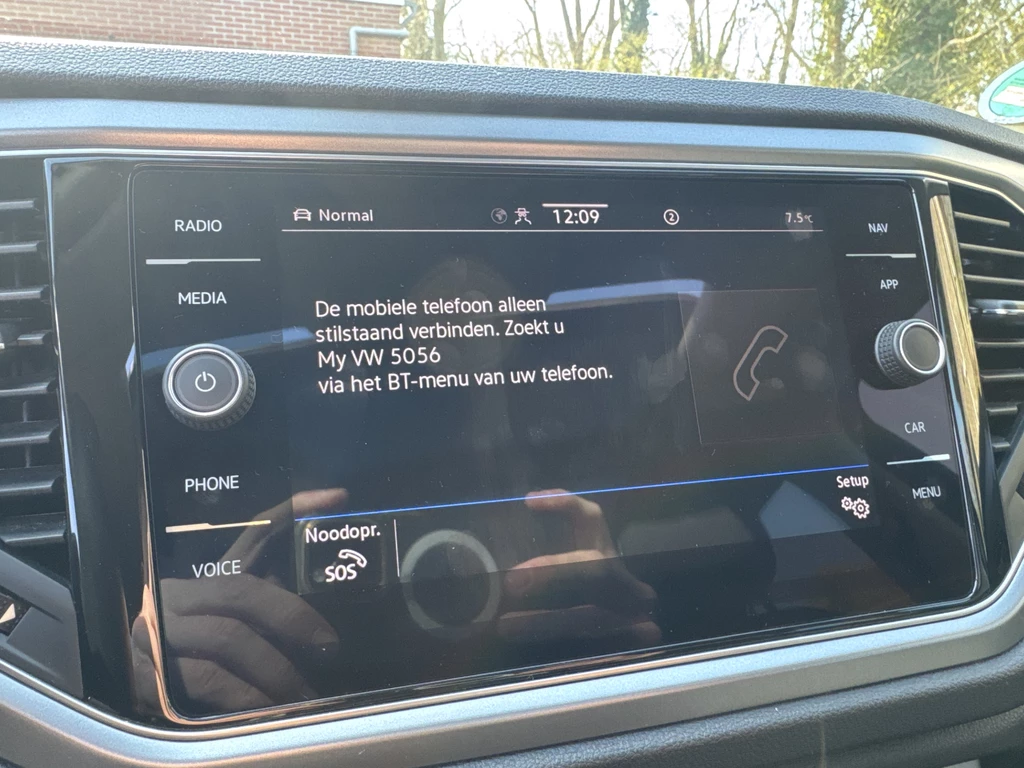 RADIO
MEDIA
PHONE
VOICE
Normal
12:09
2
7.5°C
De mobiele telefoon alleen
stilstaand verbinden. Zoekt u
My VW 5056
via het BT-menu van uw telefoon.
Noodopr.
SOS
Setup
NAV
APP
CAR
MENU